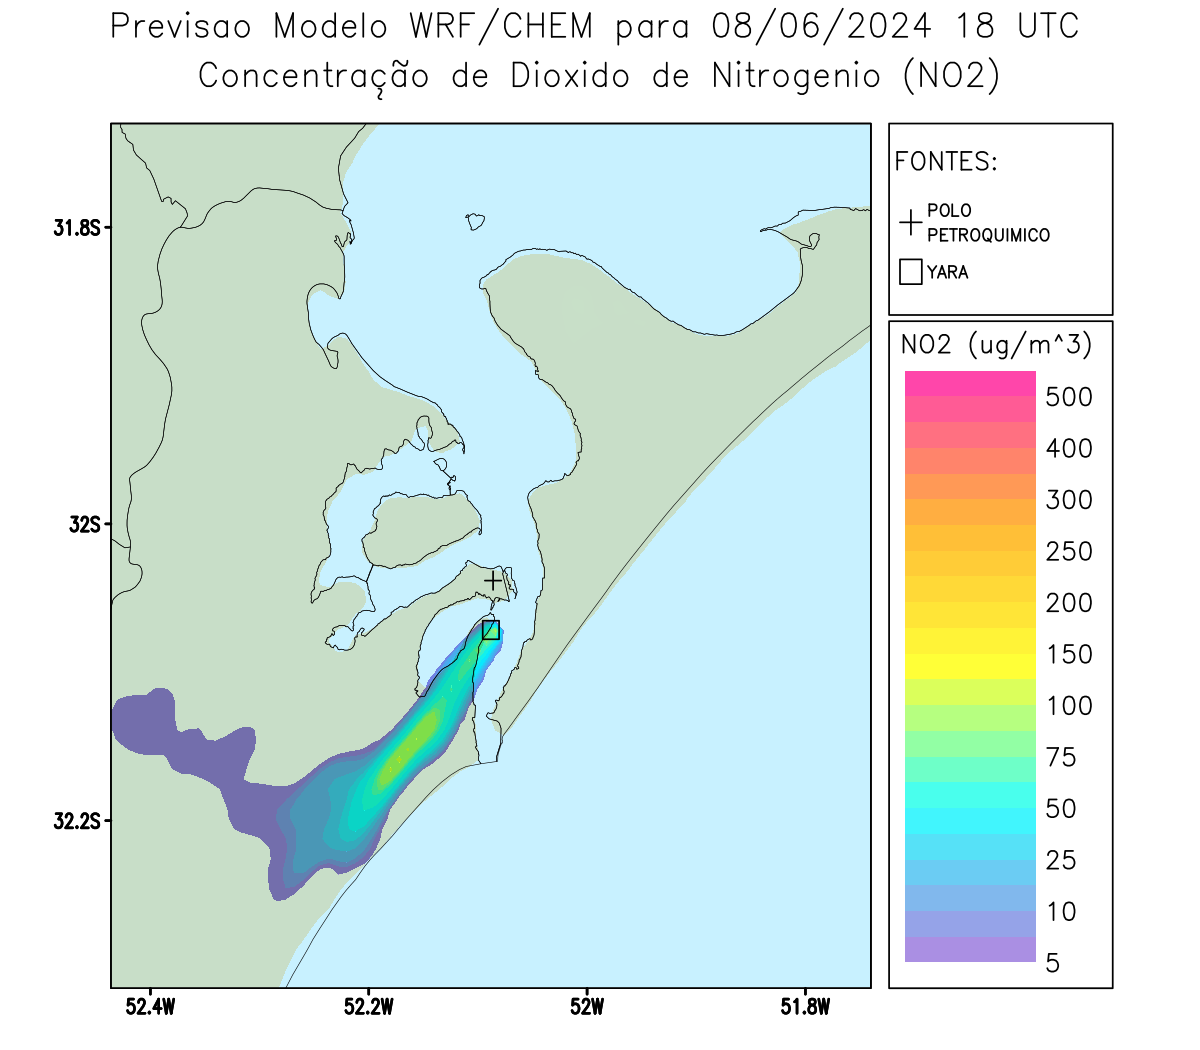 Previsao Modelo WRF/CHEM para 08/06/2024 18 UTC
Concentração de Dioxido de Nitrogenio (NO2)
FONTES:
POLO
PETROQUIMICO
YARA
NO2 (ug/m^3)
500
400
300
250
200
150
100
75
50
25
10
5
31.8S
32S
32.2S
52.4W
52.2W
52W
51.8W